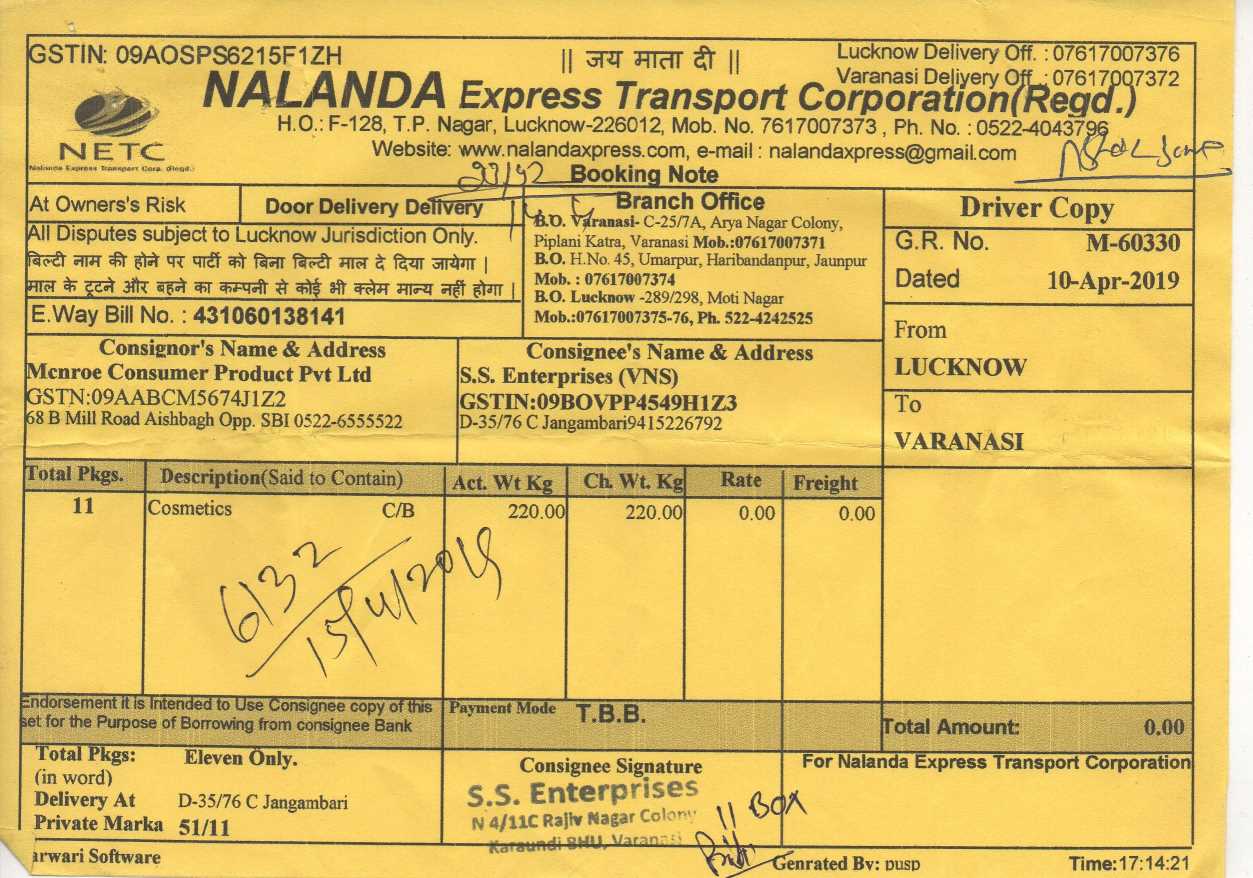 GSTIN: 09AOSPS6215F1ZH
|| जय माता दी ||
Lucknow Delivery Off. : 07617007376
Varanasi Delivery Off. : 07617007372
NALANDA Express Transport Corporation(Regd.)
H.O.: F-128, T.P. Nagar, Lucknow-226012, Mob. No. 7617007373 , Ph. No. : 0522-4043796
NETC
Nalanda Express Transport Corp. (Regd.)
Website: www.nalandaxpress.com, e-mail : nalandaxpress@gmail.com
Booking Note
At Owners's Risk
Door Delivery Delivery
All Disputes subject to Lucknow Jurisdiction Only.
बिल्टी नाम की होने पर पार्टी को बिना बिल्टी माल दे दिया जायेगा |
माल के टूटने और बहने का कम्पनी से कोई भी क्लेम मान्य नहीं होगा |
E.Way Bill No. : 431060138141
Branch Office
B.O. Varanasi- C-25/7A, Arya Nagar Colony,
Piplani Katra, Varanasi Mob.:07617007371
B.O. H.No. 45, Umarpur, Haribandanpur, Jaunpur
Mob. : 07617007374
B.O. Lucknow -289/298, Moti Nagar
Mob.:07617007375-76, Ph. 522-4242525
Driver Copy
G.R. No. M-60330
Dated 10-Apr-2019
From
LUCKNOW
To
VARANASI
Consignor's Name & Address
Mcnroe Consumer Product Pvt Ltd
GSTN:09AABCM5674J1Z2
68 B Mill Road Aishbagh Opp. SBI 0522-6555522
Consignee's Name & Address
S.S. Enterprises (VNS)
GSTIN:09BOVPP4549H1Z3
D-35/76 C Jangambari9415226792
Total Pkgs. Description(Said to Contain) Act. Wt Kg Ch. Wt. Kg Rate Freight
11 Cosmetics C/B 220.00 220.00 0.00 0.00
6132
15/4/2019
Endorsement it is Intended to Use Consignee copy of this
set for the Purpose of Borrowing from consignee Bank
Payment Mode T.B.B.
Total Amount: 0.00
Total Pkgs: Eleven Only.
(in word)
Delivery At D-35/76 C Jangambari
Private Marka 51/11
Consignee Signature
S.S. Enterprises
N 4/11C Rajiv Nagar Colony
Karaundi BHU, Varanasi
11 BOX
For Nalanda Express Transport Corporation
arwari Software
Genrated By: pusp
Time:17:14:21